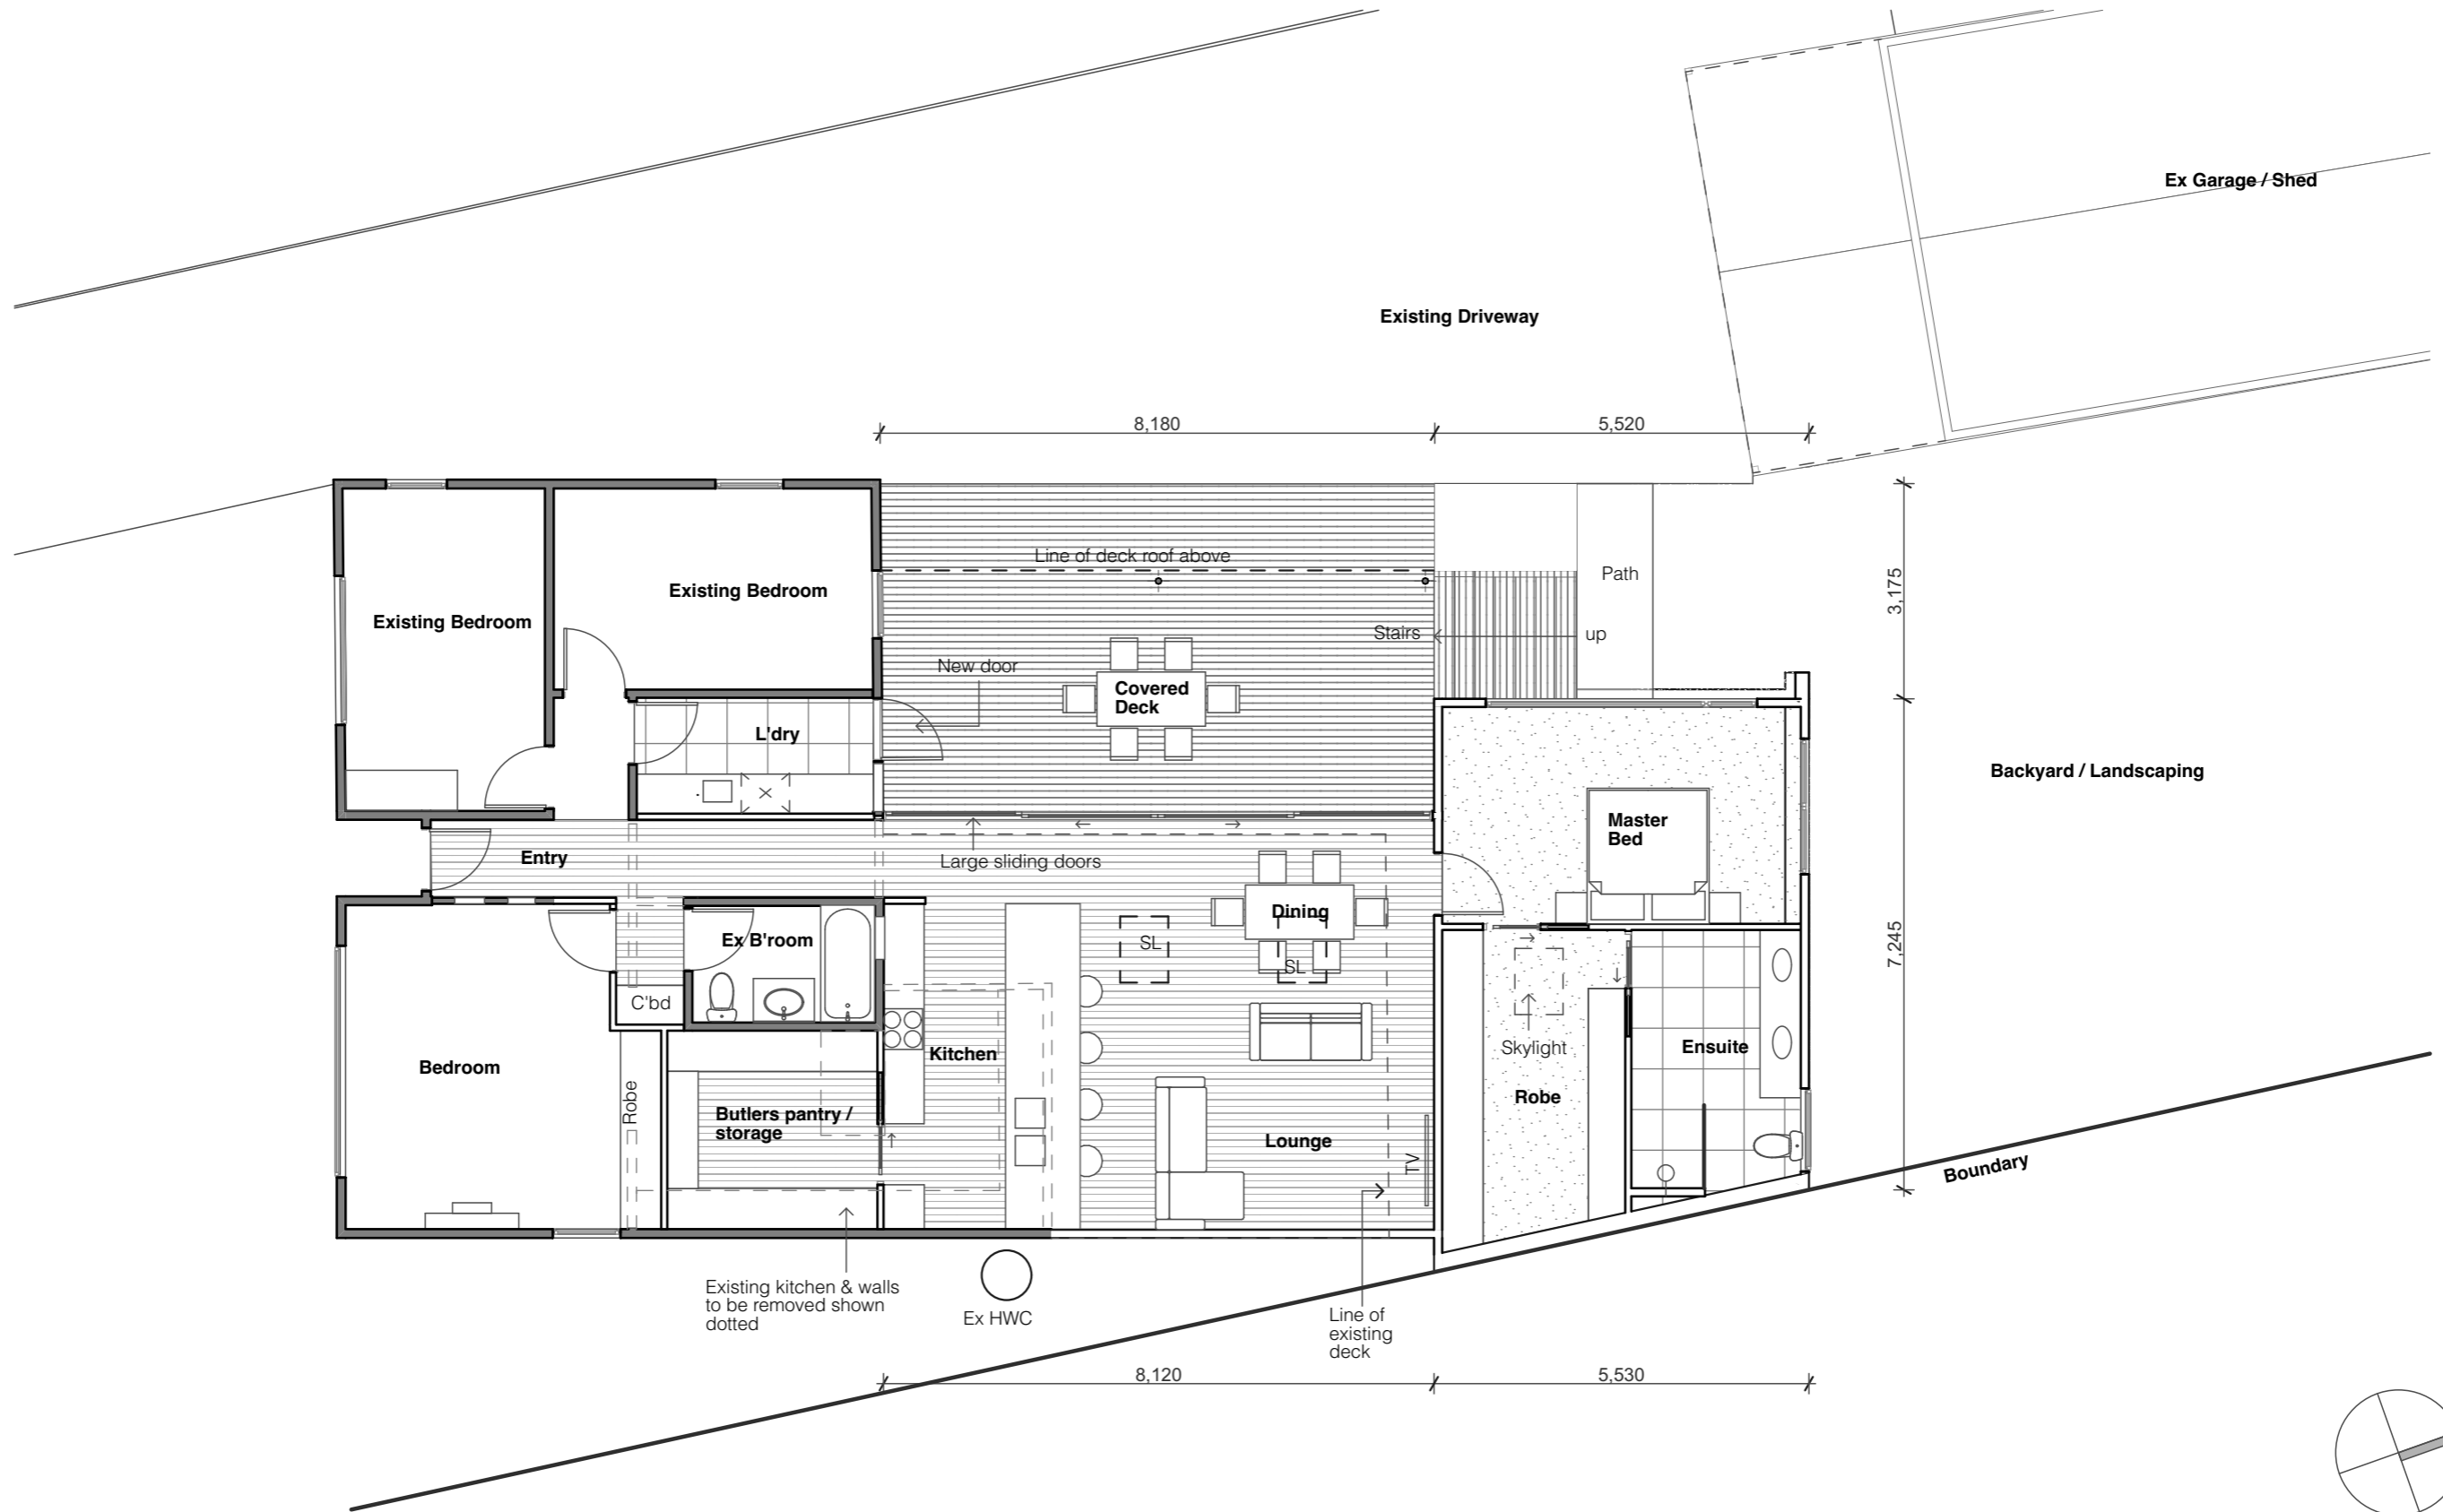 Ex Garage / Shed
Existing Driveway
8,180
5,520
Line of deck roof above
Path
3,175
Existing Bedroom
Existing Bedroom
Stairs
up
New door
Covered
Deck
L'dry
X
Backyard / Landscaping
Master
Bed
Entry
Large sliding doors
Dining
Ex B'room
SL
SL
7,245
C'bd
Skylight
Ensuite
Kitchen
Bedroom
Robe
Robe
Butlers pantry /
storage
Lounge
TV
Boundary
Existing kitchen & walls
to be removed shown
dotted
Ex HWC
Line of
existing
deck
8,120
5,530